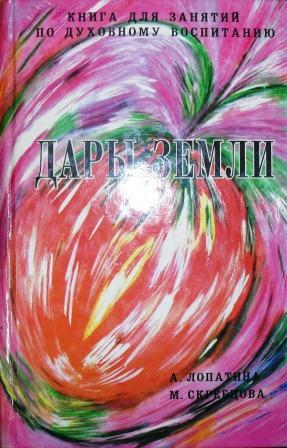 КНИГА ДЛЯ ЗАНЯТИЙ
ПО ДУХОВНОМУ ВОСПИТАНИЮ
ДАРЫ ЗЕМЛИ
А. ЛОПАТИНА
М. СКРЕБЦОВА